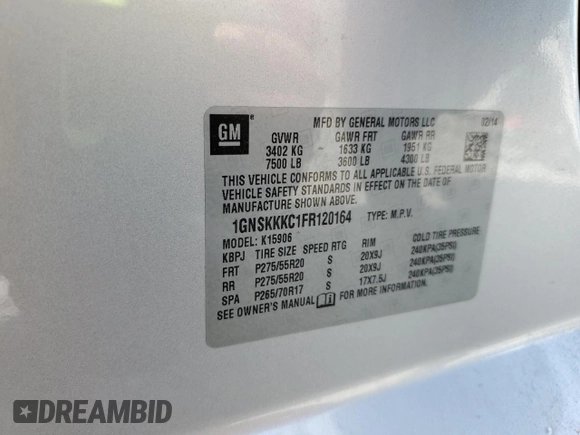 GM ®
MFD BY GENERAL MOTORS LLC 02/14
GVWR GAWR FRT GAWR RR
3402 KG 1633 KG 1951 KG
7500 LB 3600 LB 4300 LB
THIS VEHICLE CONFORMS TO ALL APPLICABLE U.S. FEDERAL MOTOR
VEHICLE SAFETY STANDARDS IN EFFECT ON THE DATE OF
MANUFACTURE SHOWN ABOVE.
1GNSKKKC1FR120164 TYPE: M.P.V.
MODEL: K15906
KBPJ TIRE SIZE SPEED RTG RIM COLD TIRE PRESSURE
FRT P275/55R20 S 20X9J 240KPA(35PSI)
RR P275/55R20 S 20X9J 240KPA(35PSI)
SPA P265/70R17 S 17X7.5J 240KPA(35PSI)
SEE OWNER'S MANUAL FOR MORE INFORMATION.
DREAMBID